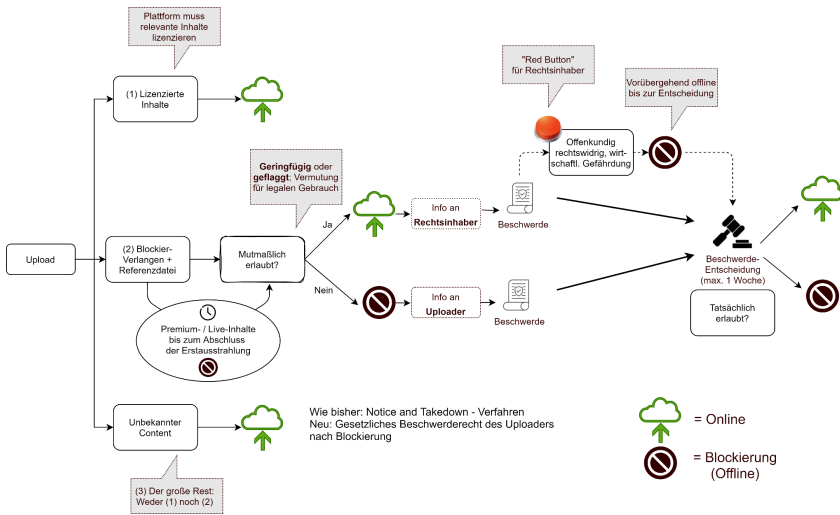 Plattform muss
relevante Inhalte
lizenzieren
(1) Lizenzierte
Inhalte
"Red Button"
für Rechtsinhaber
Vorübergehend offline
bis zur Entscheidung
Offenkundig
rechtswidrig, wirt-
schaftl. Gefährdung
Geringfügig oder
geflaggt; Vermutung
für legalen Gebrauch
Ja
Info an
Rechtsinhaber
Beschwerde
Upload
(2) Blockier-
Verlangen +
Referenzdatei
Mutmaßlich
erlaubt?
Nein
Info an
Uploader
Beschwerde
Beschwerde-
Entscheidung
(max. 1 Woche)
Tatsächlich
erlaubt?
Premium- / Live-Inhalte
bis zum Abschluss
der Erstausstrahlung
Unbekannter
Content
Wie bisher: Notice and Takedown - Verfahren
Neu: Gesetzliches Beschwerderecht des Uploaders
nach Blockierung
(3) Der große Rest:
Weder (1) noch (2)
= Online
= Blockierung
(Offline)